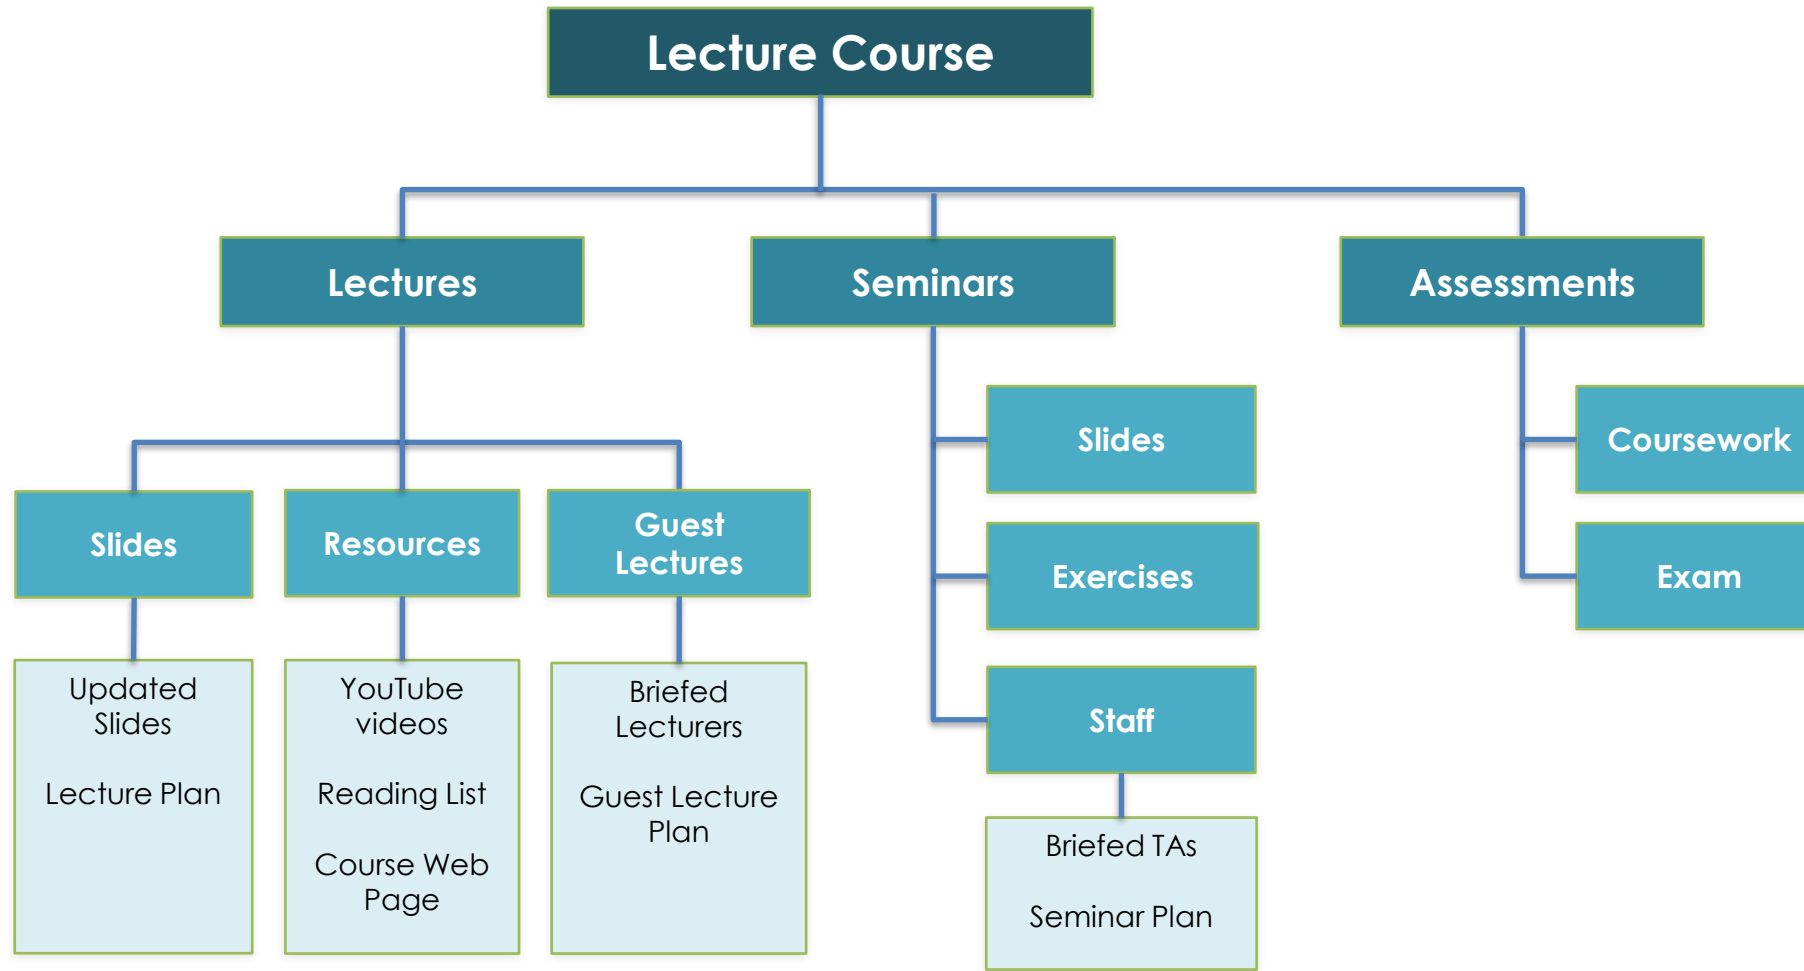 Lecture Course
Lectures
Seminars
Assessments
Slides
Resources
Guest
Lectures
Updated
Slides
Lecture Plan
YouTube
videos
Reading List
Course Web
Page
Briefed
Lecturers
Guest Lecture
Plan
Slides
Exercises
Staff
Briefed TAs
Seminar Plan
Coursework
Exam